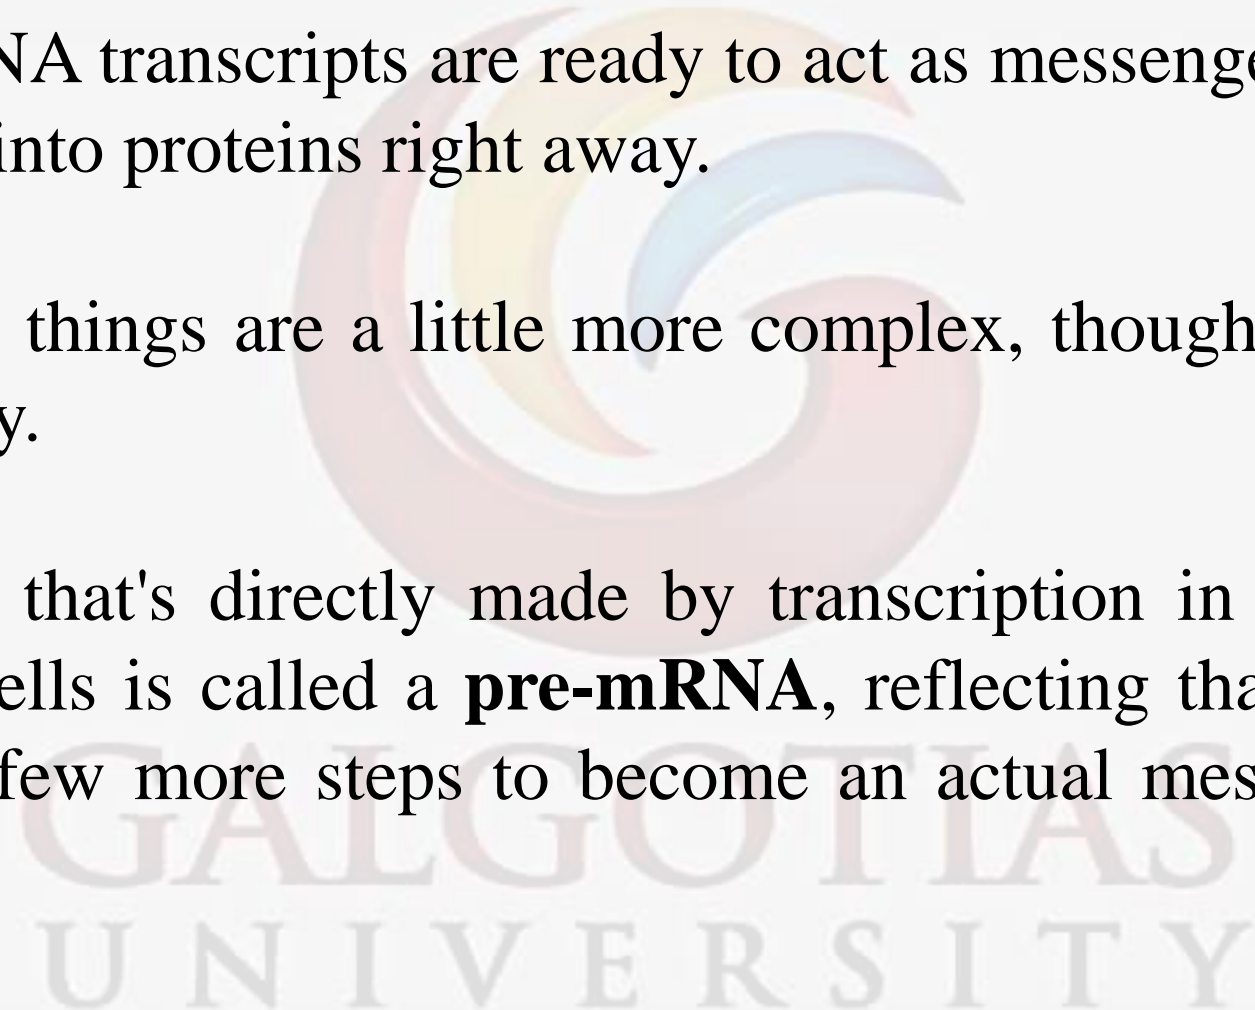 NA transcripts are ready to act as messenge
into proteins right away.
things are a little more complex, though
y.
that's directly made by transcription in
ells is called a pre-mRNA, reflecting tha
few more steps to become an actual mes
GALGOTIAS
UNIVERSITY